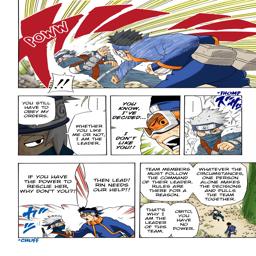 POWW
!!
*THOMP
YOU STILL
HAVE TO
OBEY MY
ORDERS.
WHETHER
YOU LIKE
ME OR NOT,
I AM THE
LEADER.
YOU
KNOW,
I'VE
DECIDED...
I
DON'T
LIKE
YOU!!
IF YOU HAVE
THE POWER TO
RESCUE HER,
WHY DON'T YOU?!
THEN LEAD!
RIN NEEDS
OUR HELP!!
*CHUFF
TEAM MEMBERS
MUST FOLLOW
THE COMMAND
OF THEIR LEADER.
RULES ARE
THERE FOR A
REASON.
WHATEVER THE
CIRCUMSTANCES,
ONE PERSON
ALONE MAKES
THE DECISIONS
AND PULLS
THE TEAM
TOGETHER.
THAT'S
WHY I
AM THE
LEADER
OF THIS
TEAM.
OBITO,
YOU
HAVE
NO
POWER.